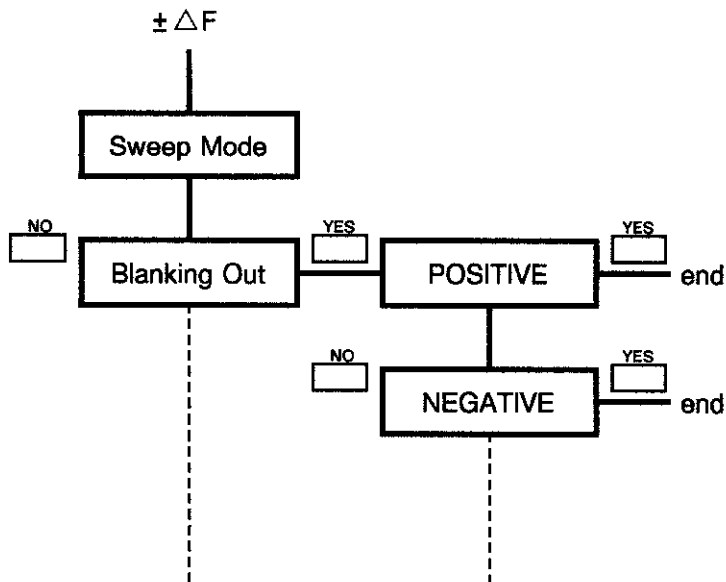 ± △F
Sweep Mode
NO
Blanking Out
YES
POSITIVE
YES
end
NO
NEGATIVE
YES
end